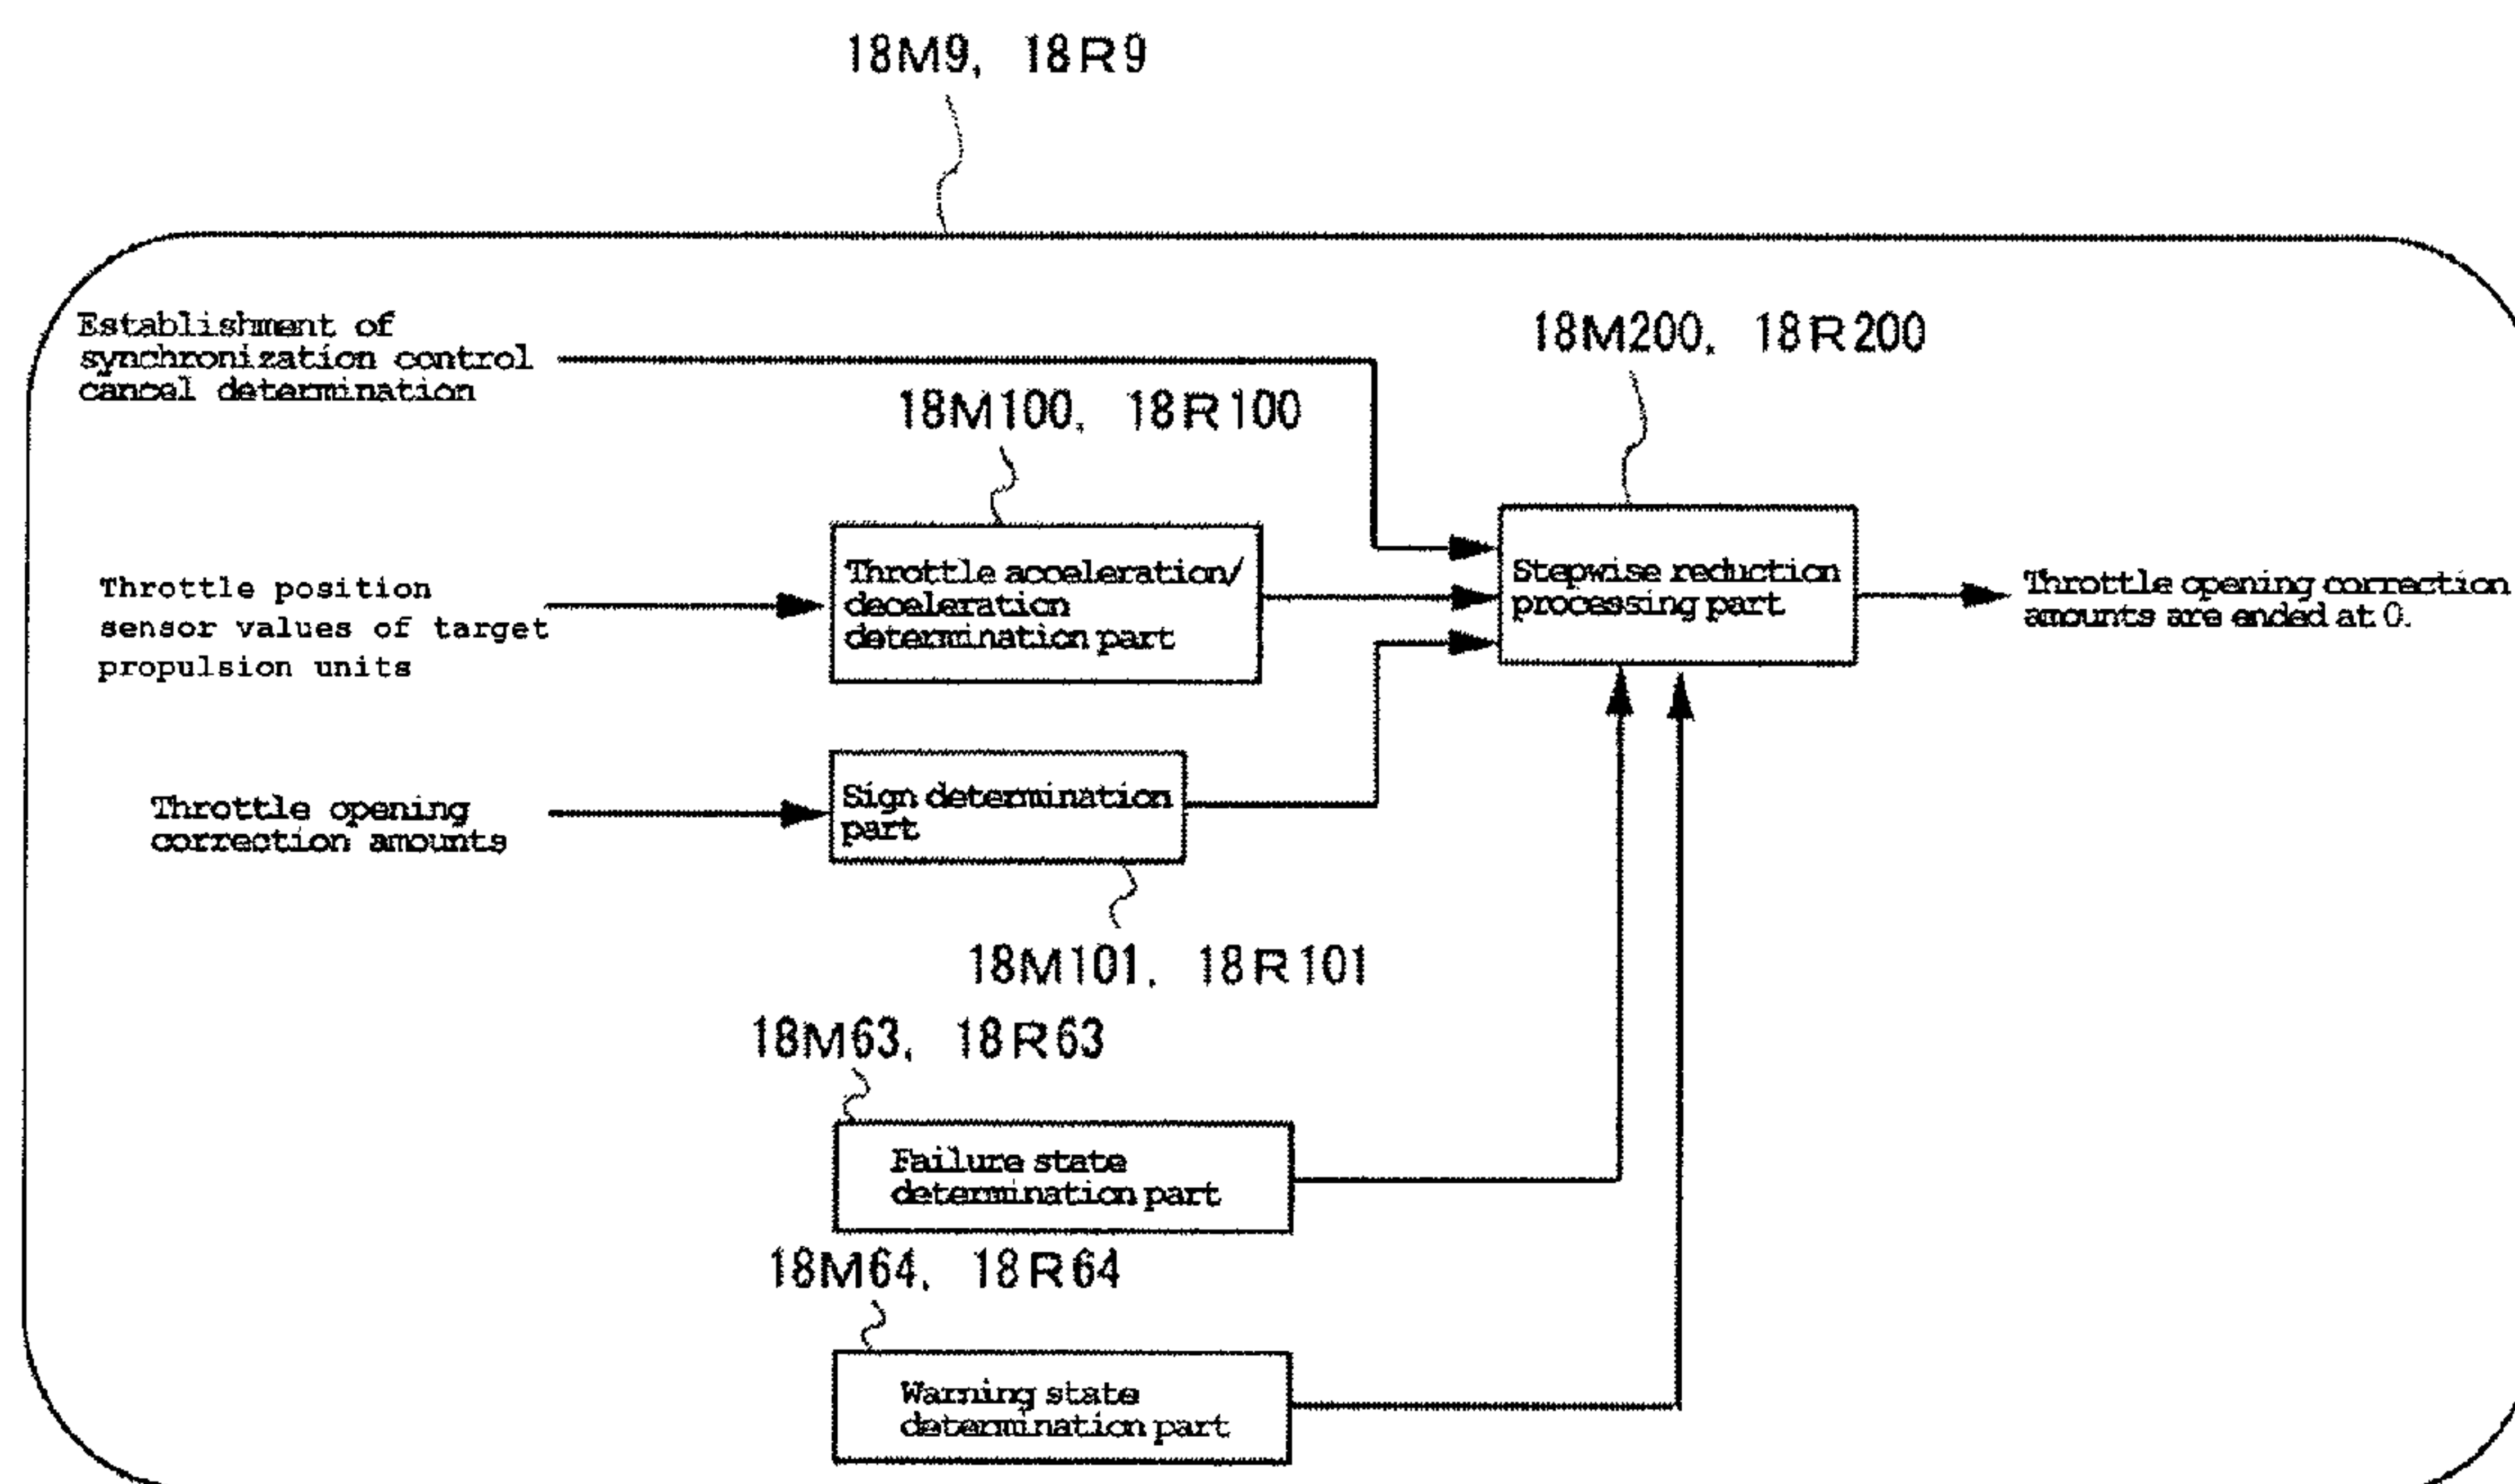 18M9, 18R9
Establishment of
synchronization control
cancel determination
18M200, 18R200
18M100, 18R100
Throttle position
sensor values of target
propulsion units
Throttle acceleration/
deceleration
determination part
Stepwise reduction
processing part
Throttle opening correction
amounts are ended at 0.
Throttle opening
correction amounts
Sign determination
part
18M101, 18R101
18M63, 18R63
Failure state
determination part
18M64, 18R64
Warning state
determination part